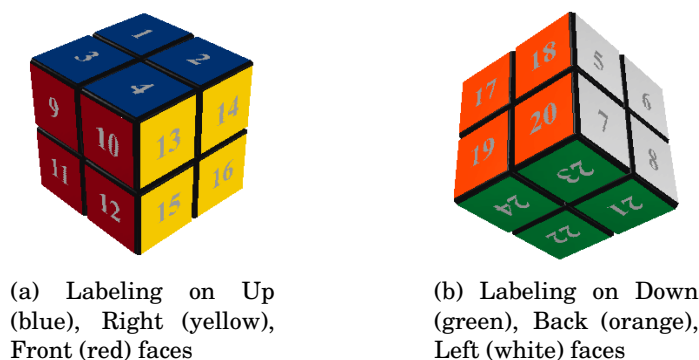 1
3 2
4
9 10 13 14
11 12 15 16
17 18 5 6
19 20 7 8
23
24 21
22
(a) Labeling on Up
(blue), Right (yellow),
Front (red) faces
(b) Labeling on Down
(green), Back (orange),
Left (white) faces